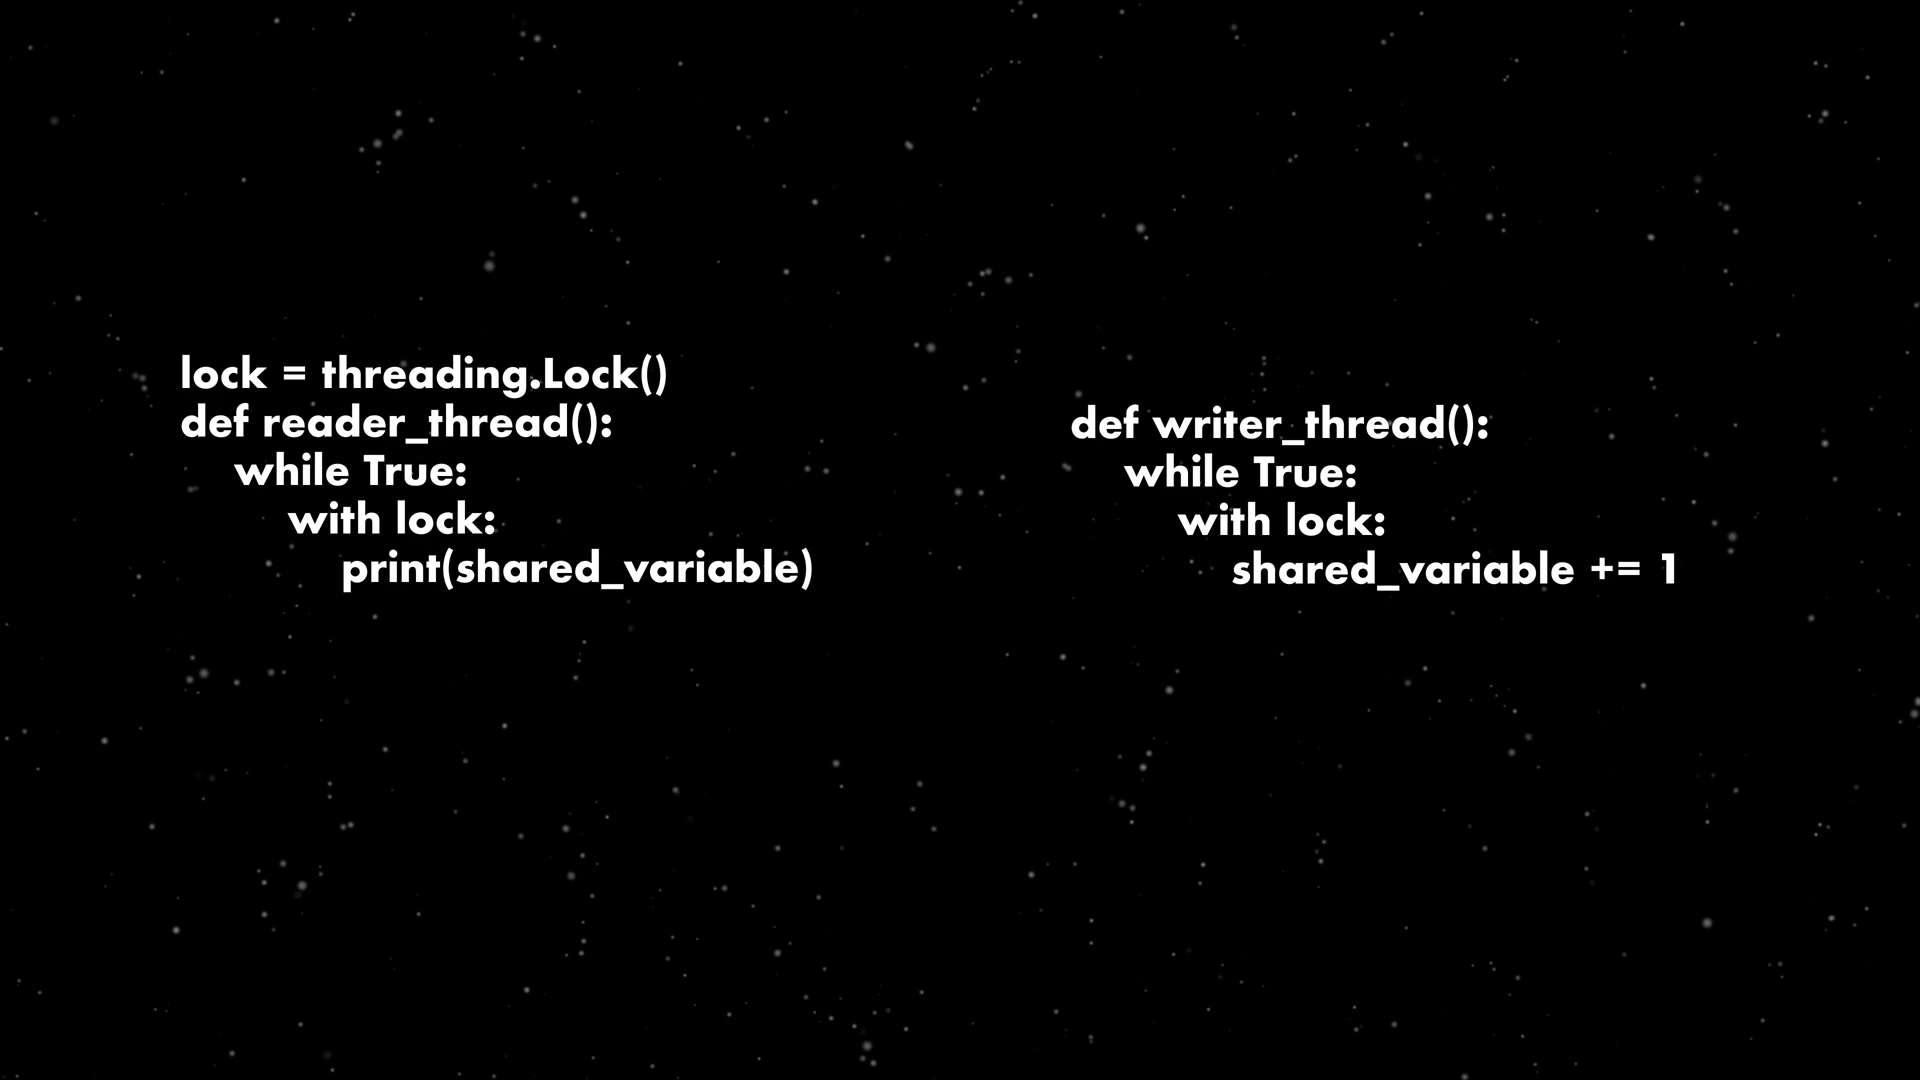 lock = threading.Lock()
def reader_thread():
while True:
with lock:
print(shared_variable)
def writer_thread():
while True:
with lock:
shared_variable += 1